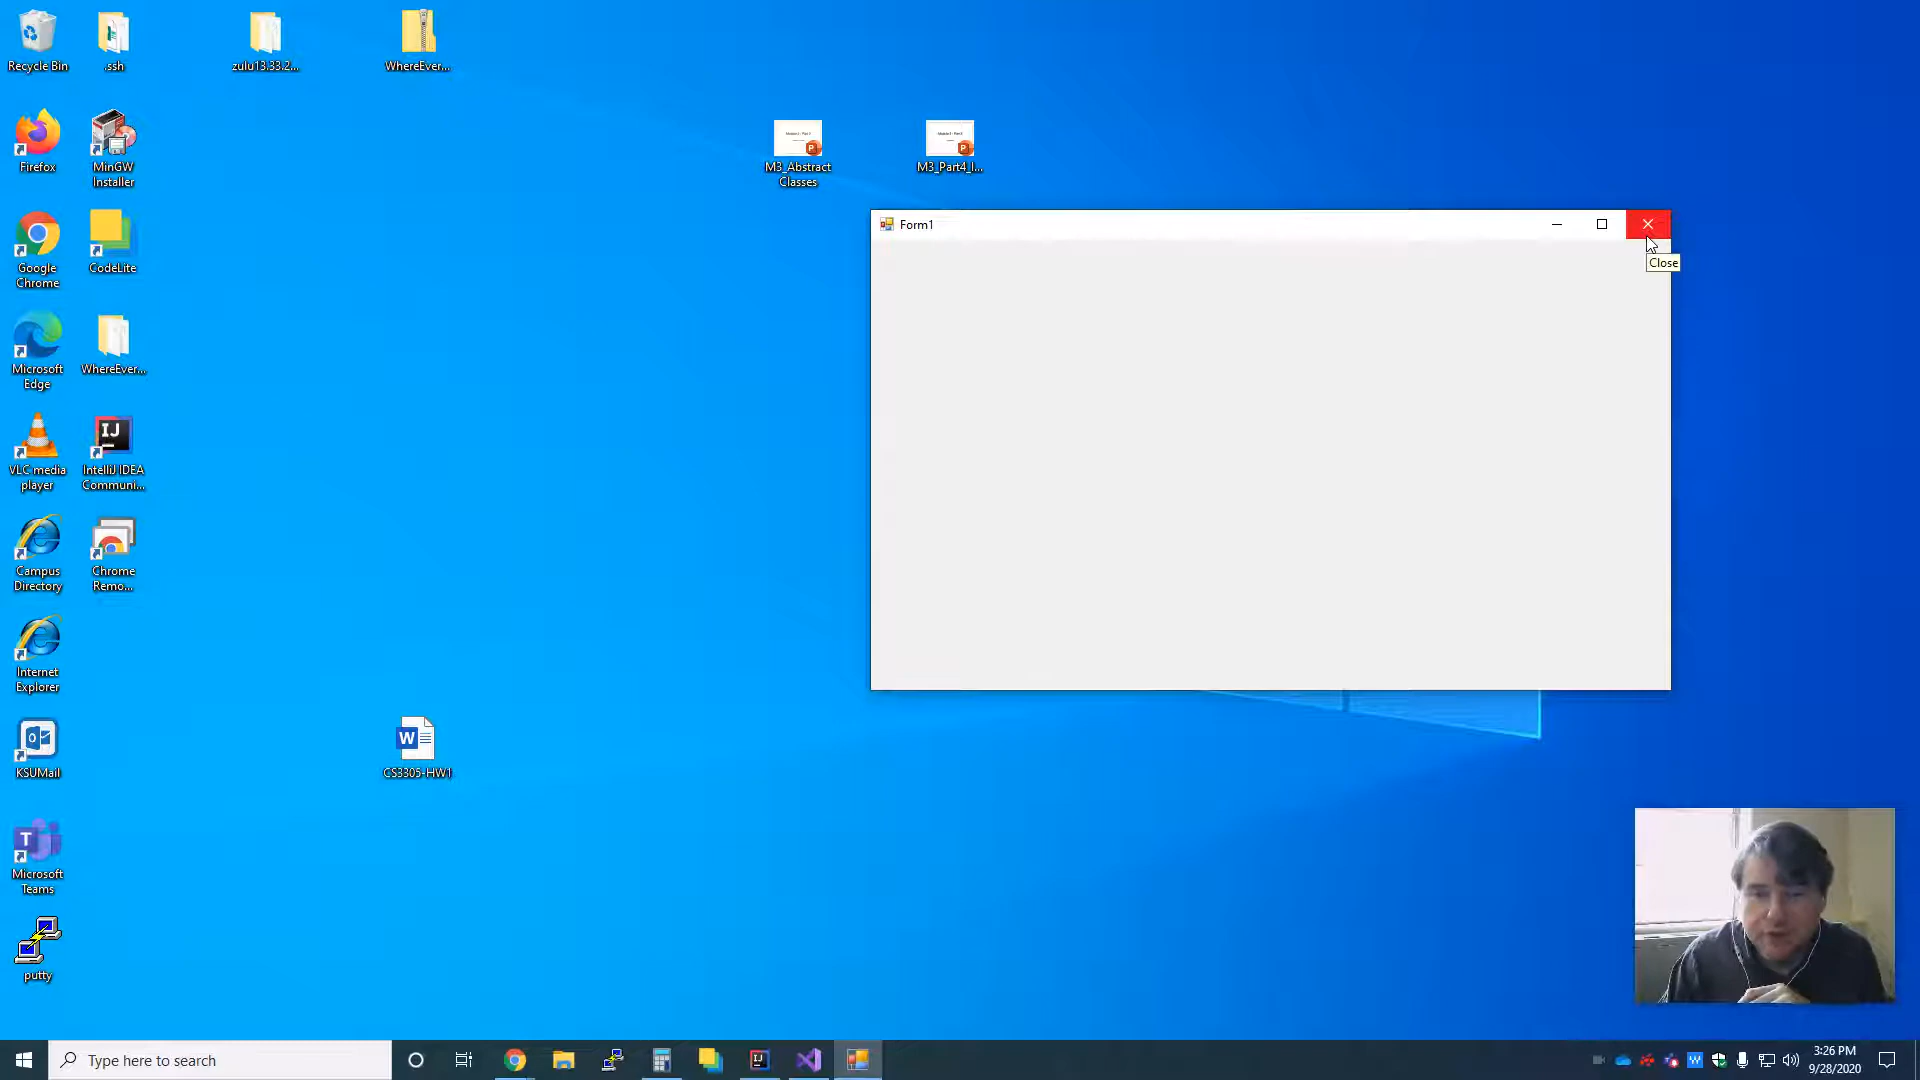 Recycle Bin
.ssh
zulu13.33.2...
WhereEver...
Firefox
MinGW
Installer
M3_Abstract
Classes
M3_Part4_I...
Form1
Close
Google
Chrome
CodeLite
Microsoft
Edge
WhereEver...
VLC media
player
IJ
IntelliJ IDEA
Communi...
Campus
Directory
Chrome
Remo...
Internet
Explorer
W
CS3305-HW1
KSUMail
T
Microsoft
Teams
putty
Type here to search
3:26 PM
9/28/2020